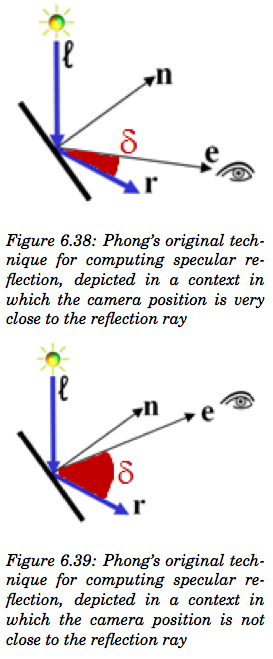 ℓ
n
δ
e
r
Figure 6.38: Phong's original tech-
nique for computing specular re-
flection, depicted in a context in
which the camera position is very
close to the reflection ray
ℓ
n
e
δ
r
Figure 6.39: Phong's original tech-
nique for computing specular re-
flection, depicted in a context in
which the camera position is not
close to the reflection ray